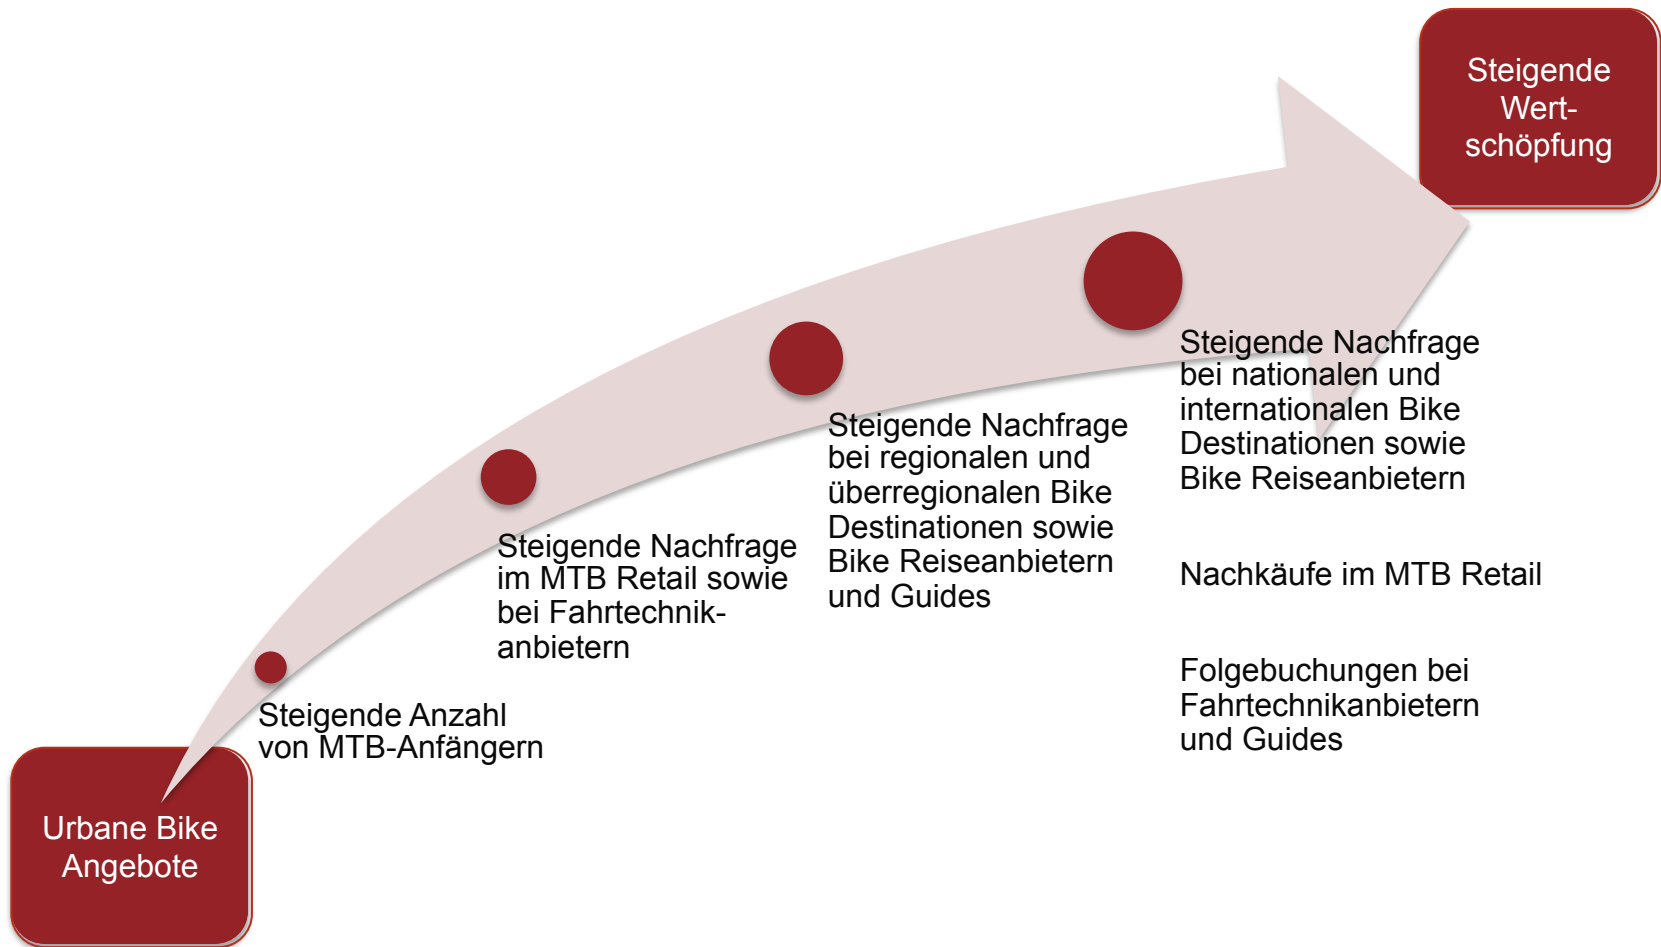 Urbane Bike
Angebote
Steigende Anzahl
von MTB-Anfängern
Steigende Nachfrage
im MTB Retail sowie
bei Fahrtechnik-
anbietern
Steigende Nachfrage
bei regionalen und
überregionalen Bike
Destinationen sowie
Bike Reiseanbietern
und Guides
Steigende Nachfrage
bei nationalen und
internationalen Bike
Destinationen sowie
Bike Reiseanbietern
Nachkäufe im MTB Retail
Folgebuchungen bei
Fahrtechnikanbietern
und Guides
Steigende
Wert-
schöpfung